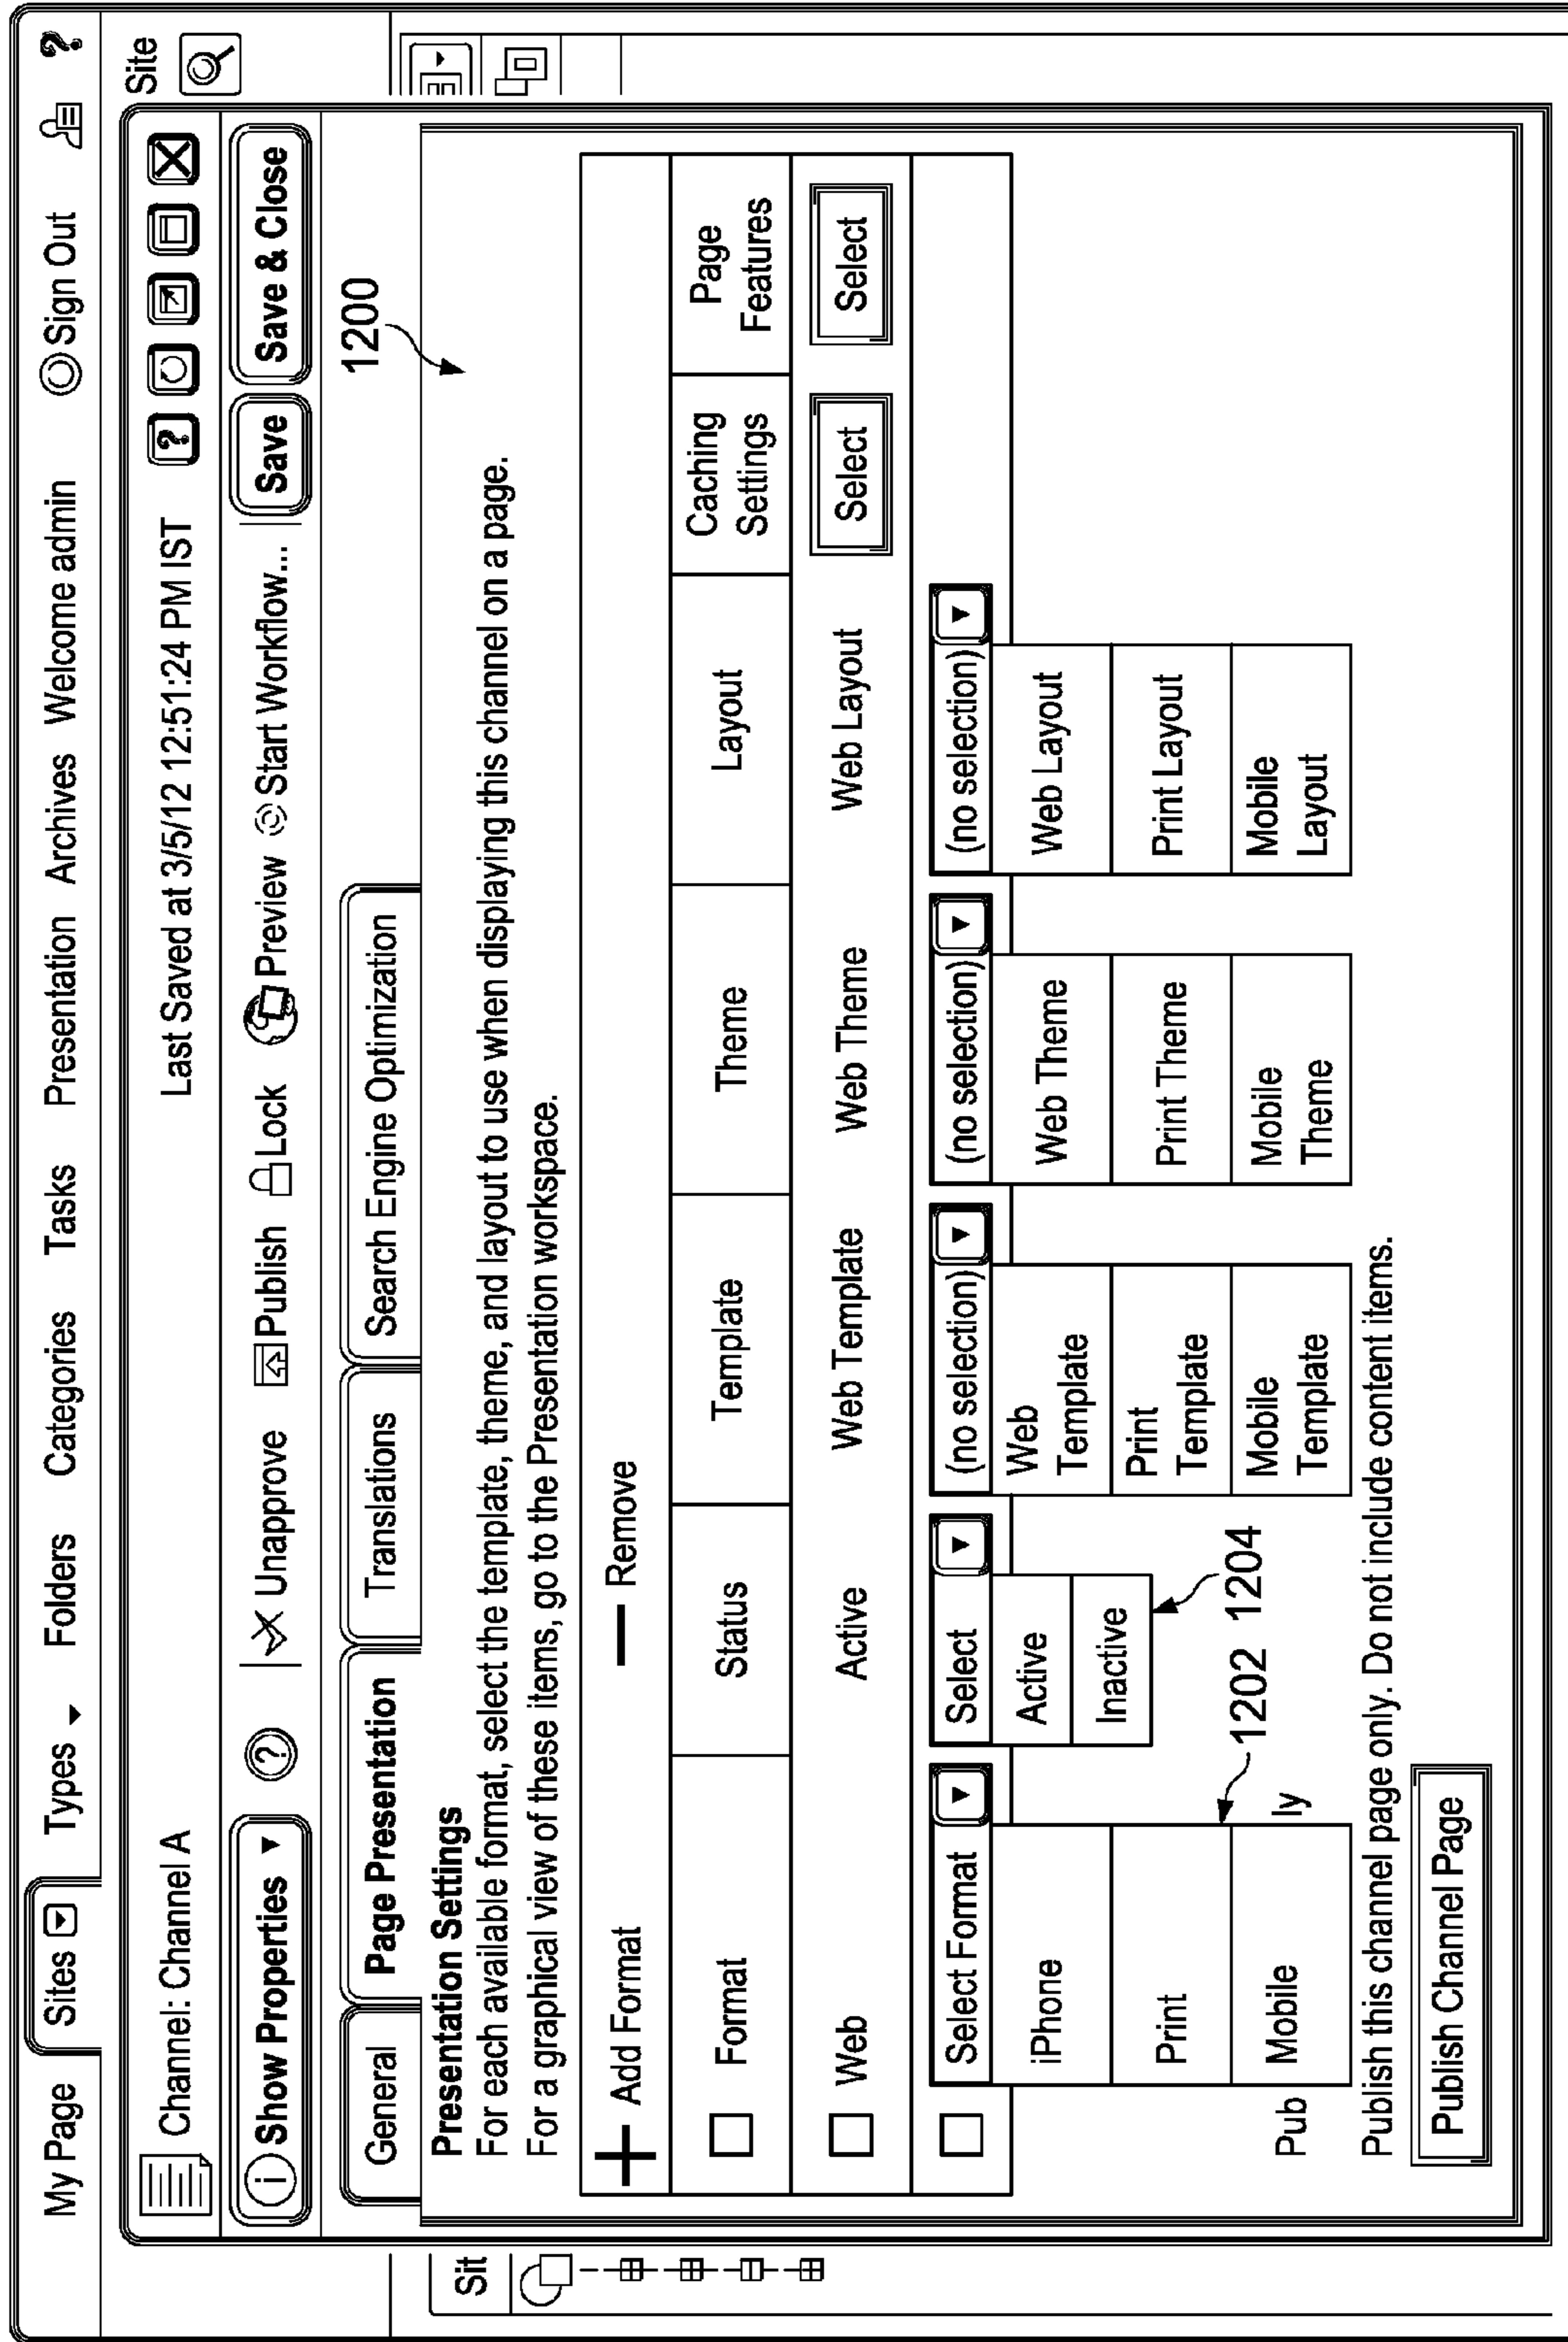 My Page Sites Types Folders Categories Tasks Presentation Archives Welcome admin Sign Out ?
Site
Channel: Channel A Last Saved at 3/5/12 12:51:24 PM IST ? X
i Show Properties ? Unapprove Publish Lock Preview Start Workflow... Save Save & Close
General Page Presentation Translations Search Engine Optimization
1200
Sit
Presentation Settings
For each available format, select the template, theme, and layout to use when displaying this channel on a page.
For a graphical view of these items, go to the Presentation workspace.
Add Format Remove
Format Status Template Theme Layout Caching Settings Page Features
Web Active Web Template Web Theme Web Layout Select Select
Select Format Select (no selection) (no selection) (no selection)
iPhone Active Web Template Web Theme Web Layout
Inactive
Print Print Template Print Theme Print Layout
1202 1204
Pub Mobile ly Mobile Template Mobile Theme Mobile Layout
Publish this channel page only. Do not include content items.
Publish Channel Page